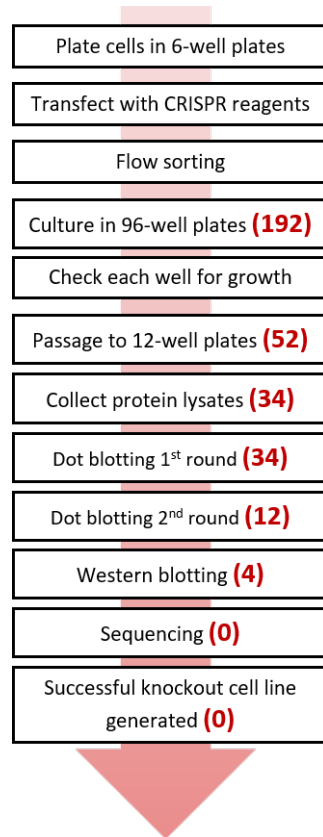 Plate cells in 6-well plates
Transfect with CRISPR reagents
Flow sorting
Culture in 96-well plates (192)
Check each well for growth
Passage to 12-well plates (52)
Collect protein lysates (34)
Dot blotting 1st round (34)
Dot blotting 2nd round (12)
Western blotting (4)
Sequencing (0)
Successful knockout cell line
generated (0)